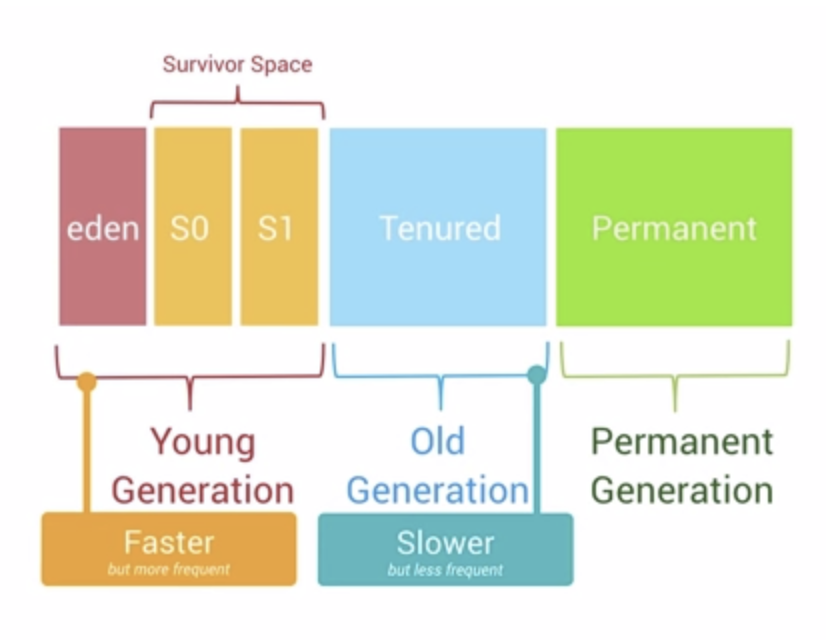 Survivor Space
eden
S0
S1
Tenured
Permanent
Young
Generation
Old
Generation
Permanent
Generation
Faster
but more frequent
Slower
but less frequent